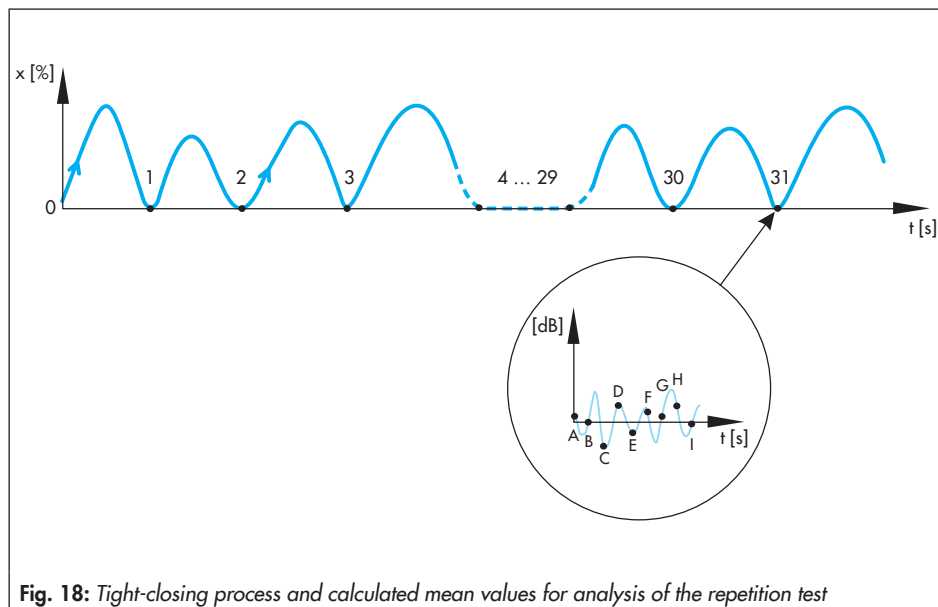 x [%]
1
2
3
4 ... 29
30
31
0
t [s]
[dB]
D
F
G
H
A
B
C
E
I
t [s]
Fig. 18: Tight-closing process and calculated mean values for analysis of the repetition test